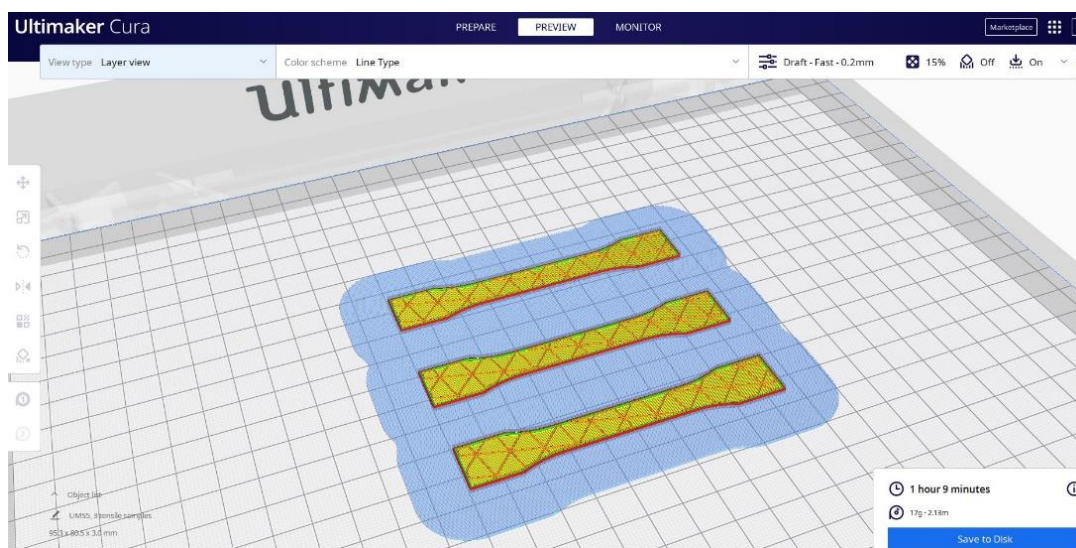 Ultimaker Cura
PREPARE PREVIEW MONITOR
Marketplace
View type Layer view
Color scheme Line Type
Draft - Fast - 0.2mm 15% Off On
Object list
UMS5_3 tensile samples
95.3 x 80.5 x 3.0 mm
1 hour 9 minutes
17g · 2.13m
Save to Disk